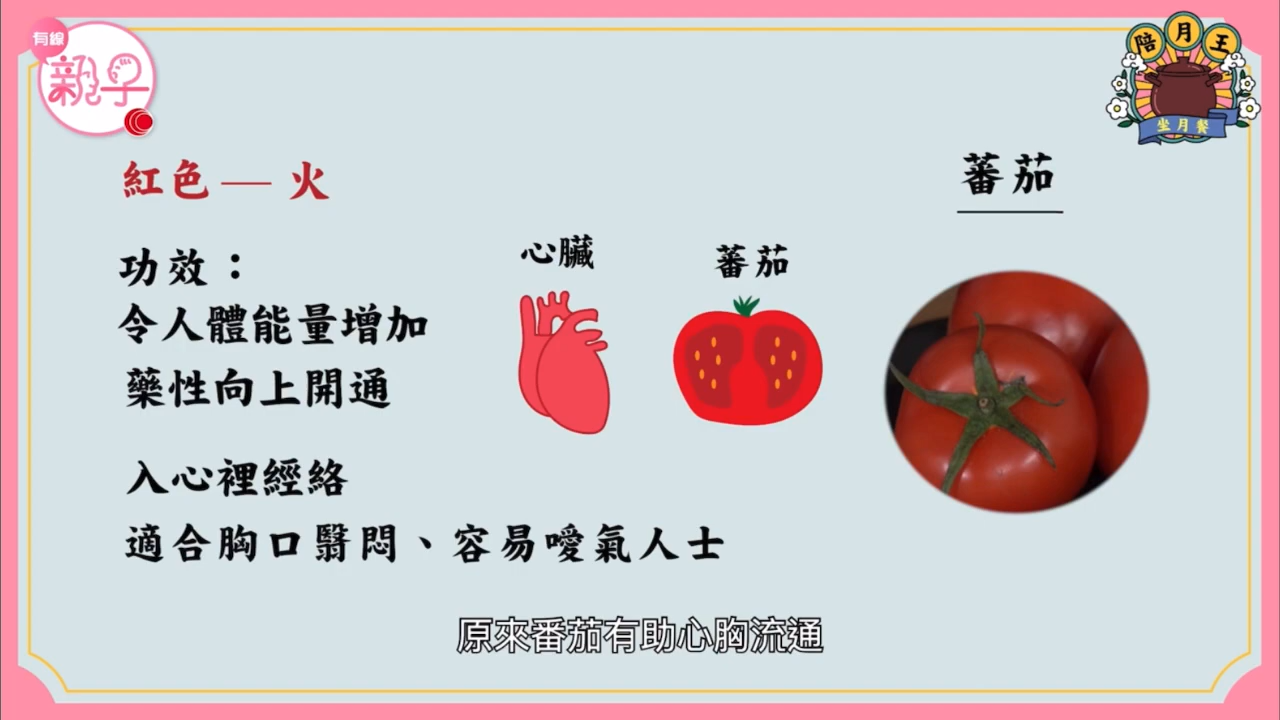 有線
親子
陪月王
坐月餐
紅色 — 火
蕃茄
功效：
令人體能量增加
藥性向上開通
心臟
蕃茄
入心裡經絡
適合胸口翳悶、容易噯氣人士
原來番茄有助心胸流通